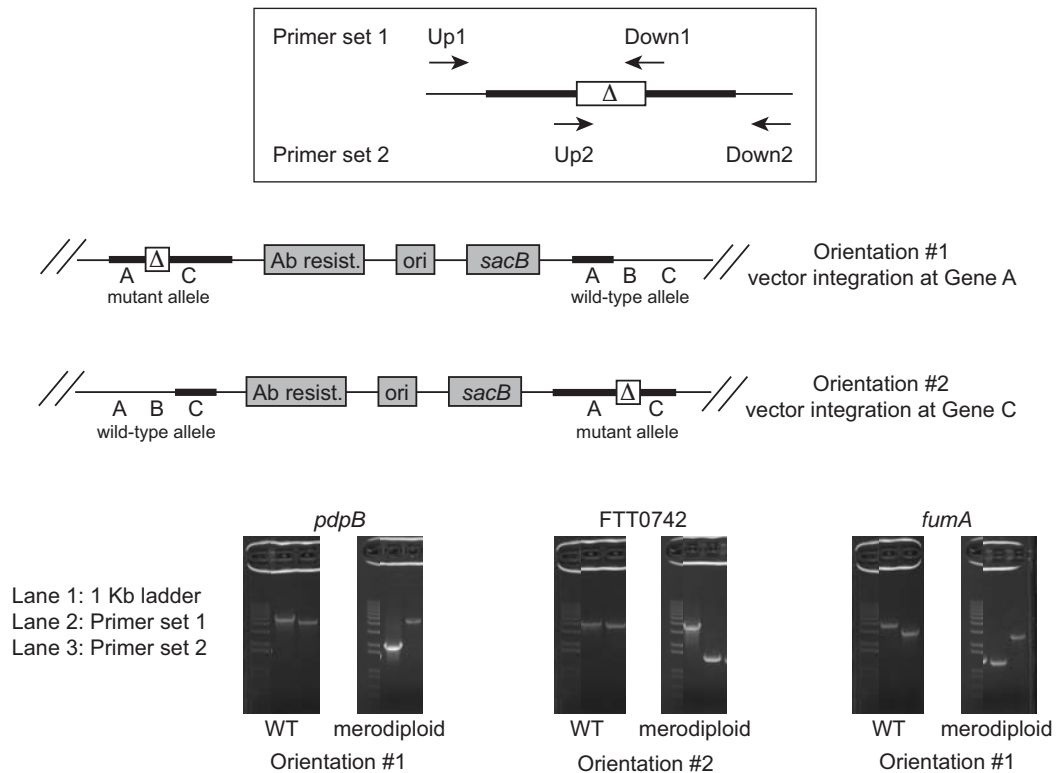 Primer set 1
Up1
Down1
Δ
Primer set 2
Up2
Down2
Δ
Ab resist.
ori
sacB
A
C
A
B
C
mutant allele
wild-type allele
Orientation #1
vector integration at Gene A
Ab resist.
ori
sacB
Δ
A
B
C
A
C
wild-type allele
mutant allele
Orientation #2
vector integration at Gene C
pdpB
FTT0742
fumA
Lane 1: 1 Kb ladder
Lane 2: Primer set 1
Lane 3: Primer set 2
WT
merodiploid
WT
merodiploid
WT
merodiploid
Orientation #1
Orientation #2
Orientation #1